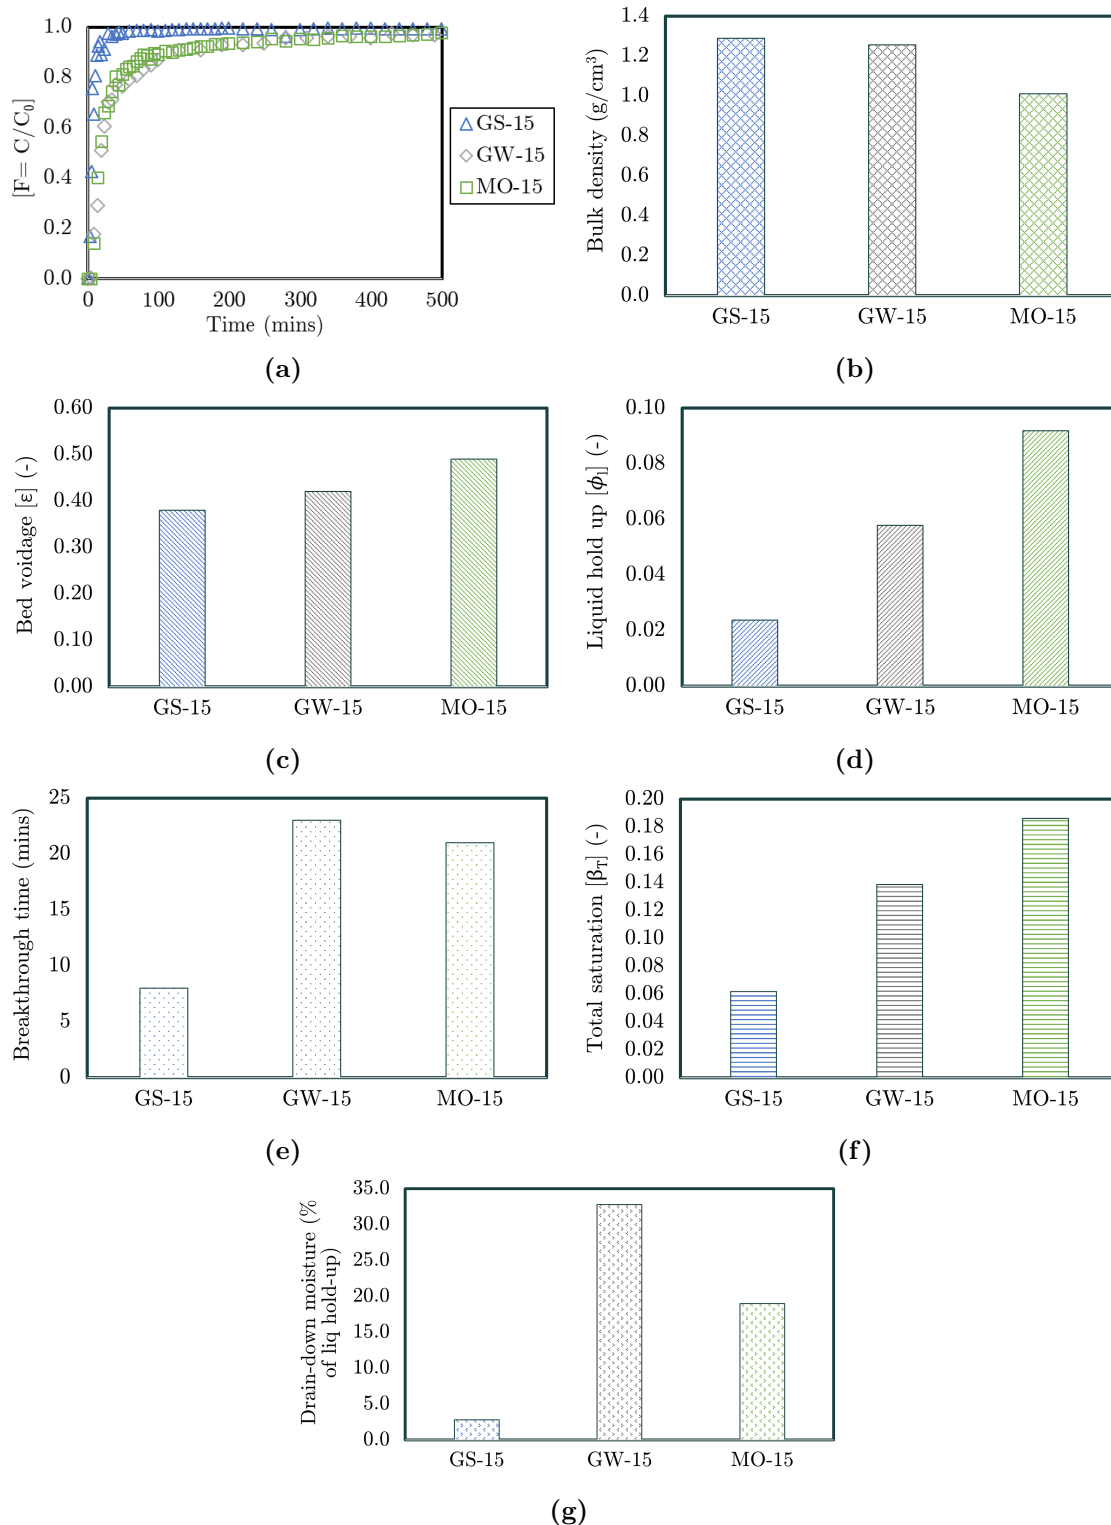 1.0
0.8
0.6
0.4
0.2
0.0
[F= C/C0]
0 100 200 300 400 500
Time (mins)
GS-15
GW-15
MO-15
(a)
1.4
1.2
1.0
0.8
0.6
0.4
0.2
0.0
Bulk density (g/cm³)
GS-15 GW-15 MO-15
(b)
0.60
0.50
0.40
0.30
0.20
0.10
0.00
Bed voidage [ε] (-)
GS-15 GW-15 MO-15
(c)
0.10
0.08
0.06
0.04
0.02
0.00
Liquid hold up [ϕl] (-)
GS-15 GW-15 MO-15
(d)
25
20
15
10
5
0
Breakthrough time (mins)
GS-15 GW-15 MO-15
(e)
0.20
0.18
0.16
0.14
0.12
0.10
0.08
0.06
0.04
0.02
0.00
Total saturation [βT] (-)
GS-15 GW-15 MO-15
(f)
35.0
30.0
25.0
20.0
15.0
10.0
5.0
0.0
Drain-down moisture (%
of liq hold-up)
GS-15 GW-15 MO-15
(g)